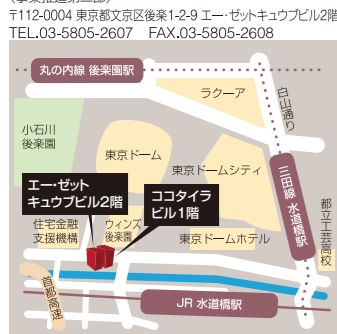 〒112-0004 東京都文京区後楽1-2-9 エー・ゼットキュウブビル2階
TEL.03-5805-2607　FAX.03-5805-2608
丸の内線 後楽園駅
ラクーア
白山通り
小石川
後楽園
東京ドーム
東京ドームシティ
三田線 水道橋駅
エー・ゼット
キュウブビル2階
ココタイラ
ビル1階
住宅金融
支援機構
ウィンズ
後楽園
東京ドームホテル
都立工芸高校
首都高速
JR 水道橋駅